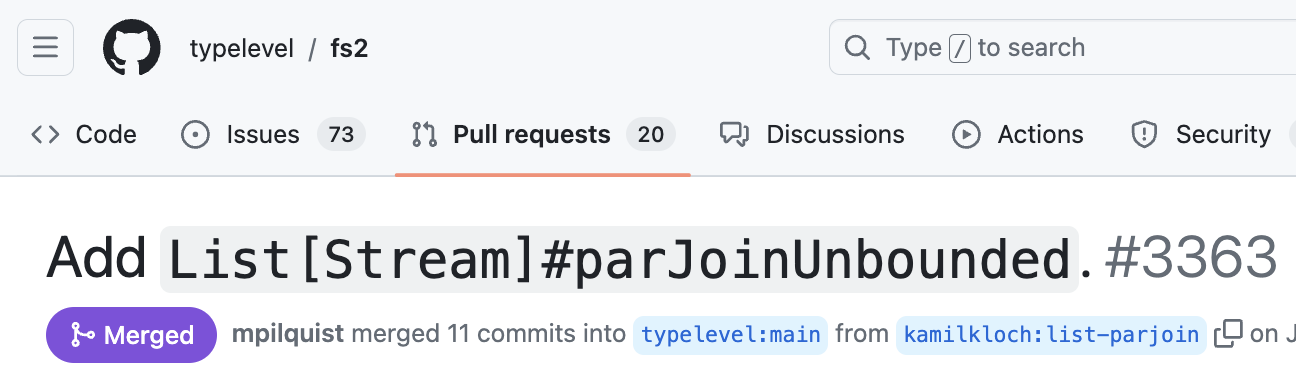 typelevel / fs2
Type / to search
Code Issues 73 Pull requests 20 Discussions Actions Security
Add List[Stream]#parJoinUnbounded. #3363
Merged mpilquist merged 11 commits into typelevel:main from kamilkloch:list-parjoin on